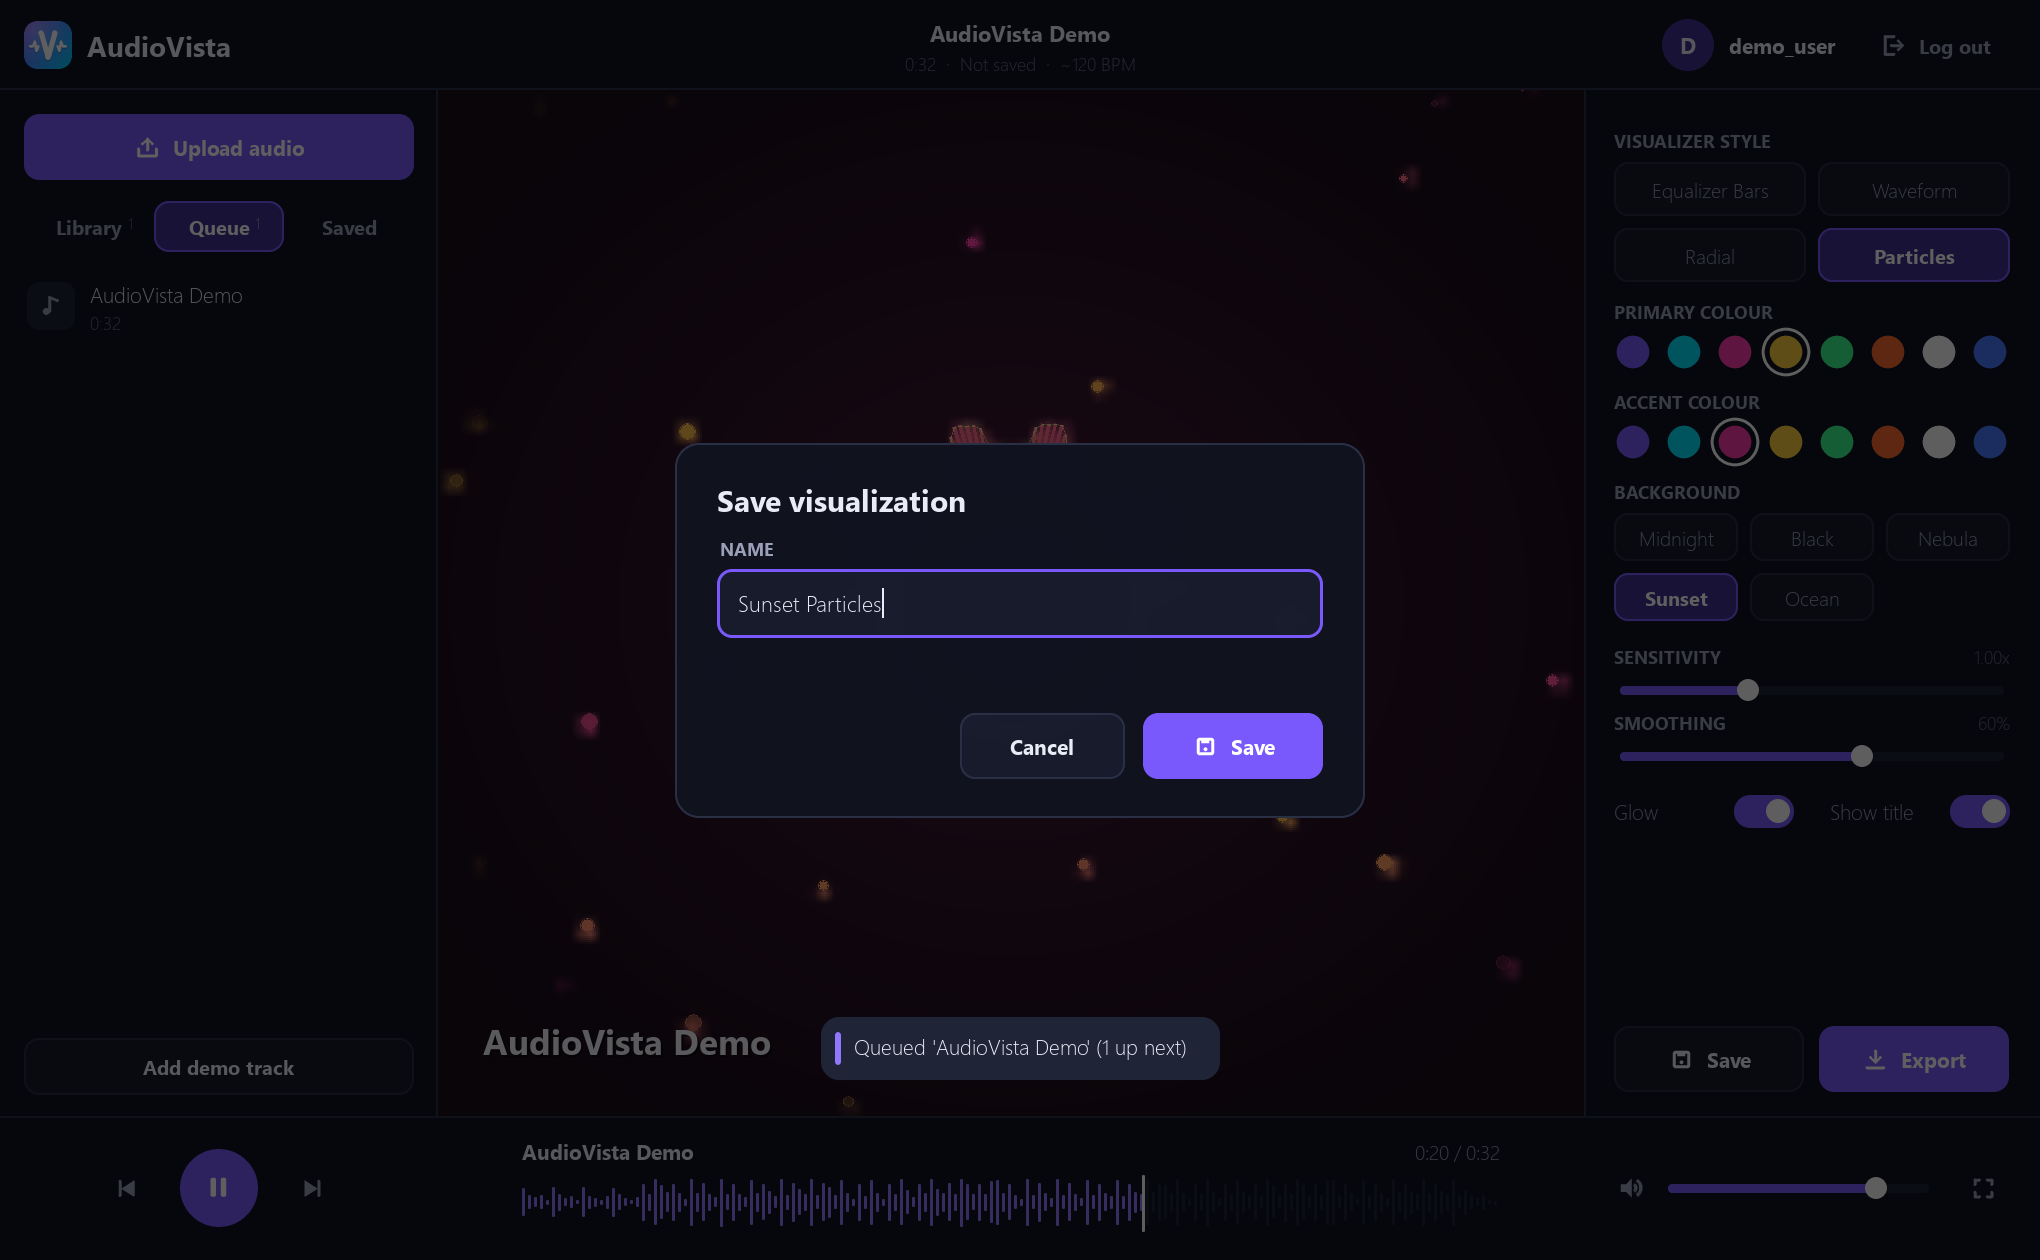 AudioVista
AudioVista Demo
0:32 · Not saved · ~120 BPM
D
demo_user
Log out
Upload audio
Library 1
Queue 1
Saved
AudioVista Demo
0:32
Add demo track
Save visualization
NAME
Sunset Particles
Cancel
Save
AudioVista Demo
Queued 'AudioVista Demo' (1 up next)
VISUALIZER STYLE
Equalizer Bars
Waveform
Radial
Particles
PRIMARY COLOUR
ACCENT COLOUR
BACKGROUND
Midnight
Black
Nebula
Sunset
Ocean
SENSITIVITY
1.00x
SMOOTHING
60%
Glow
Show title
Save
Export
AudioVista Demo
0:20 / 0:32